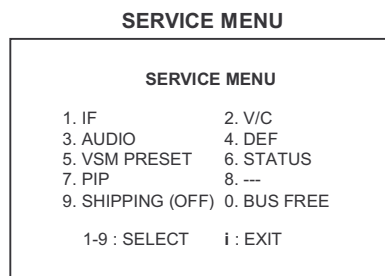 SERVICE MENU
SERVICE MENU
1. IF 2. V/C
3. AUDIO 4. DEF
5. VSM PRESET 6. STATUS
7. PIP 8. ---
9. SHIPPING (OFF) 0. BUS FREE
1-9 : SELECT i : EXIT